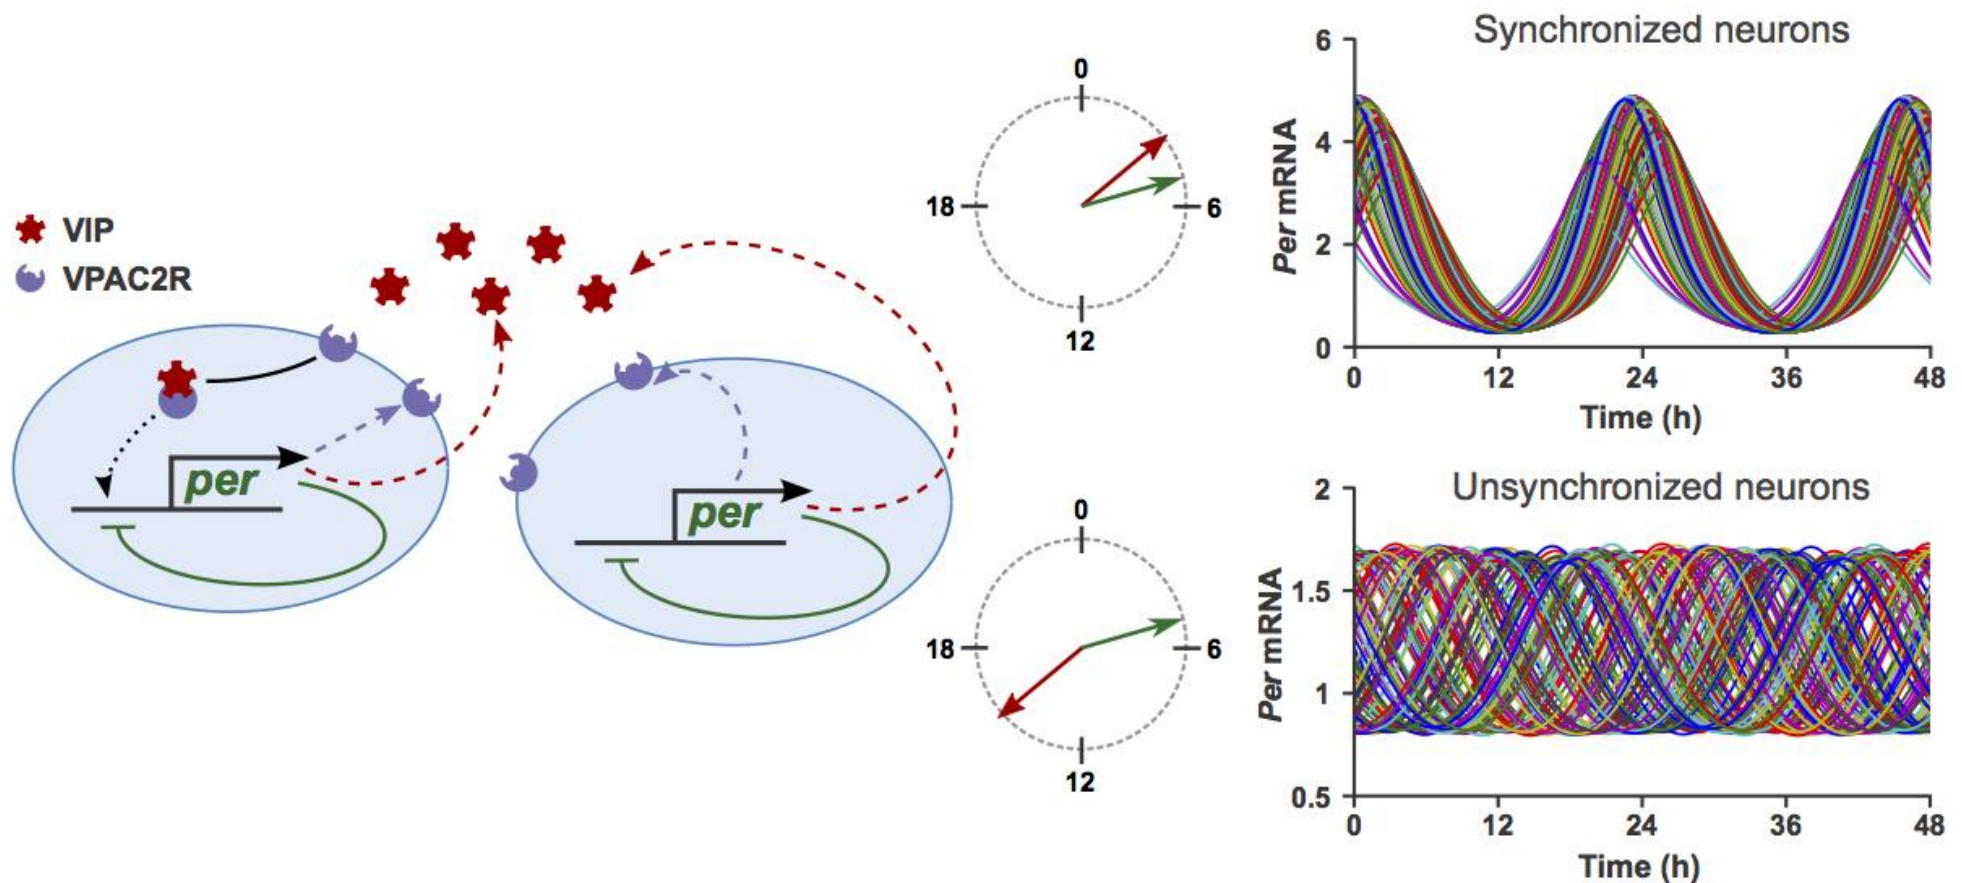 VIP
VPAC2R
per
per
0
6
12
18
0
6
12
18
Synchronized neurons
Per mRNA
6
4
2
0
0 12 24 36 48
Time (h)
Unsynchronized neurons
Per mRNA
2
1.5
1
0.5
0 12 24 36 48
Time (h)